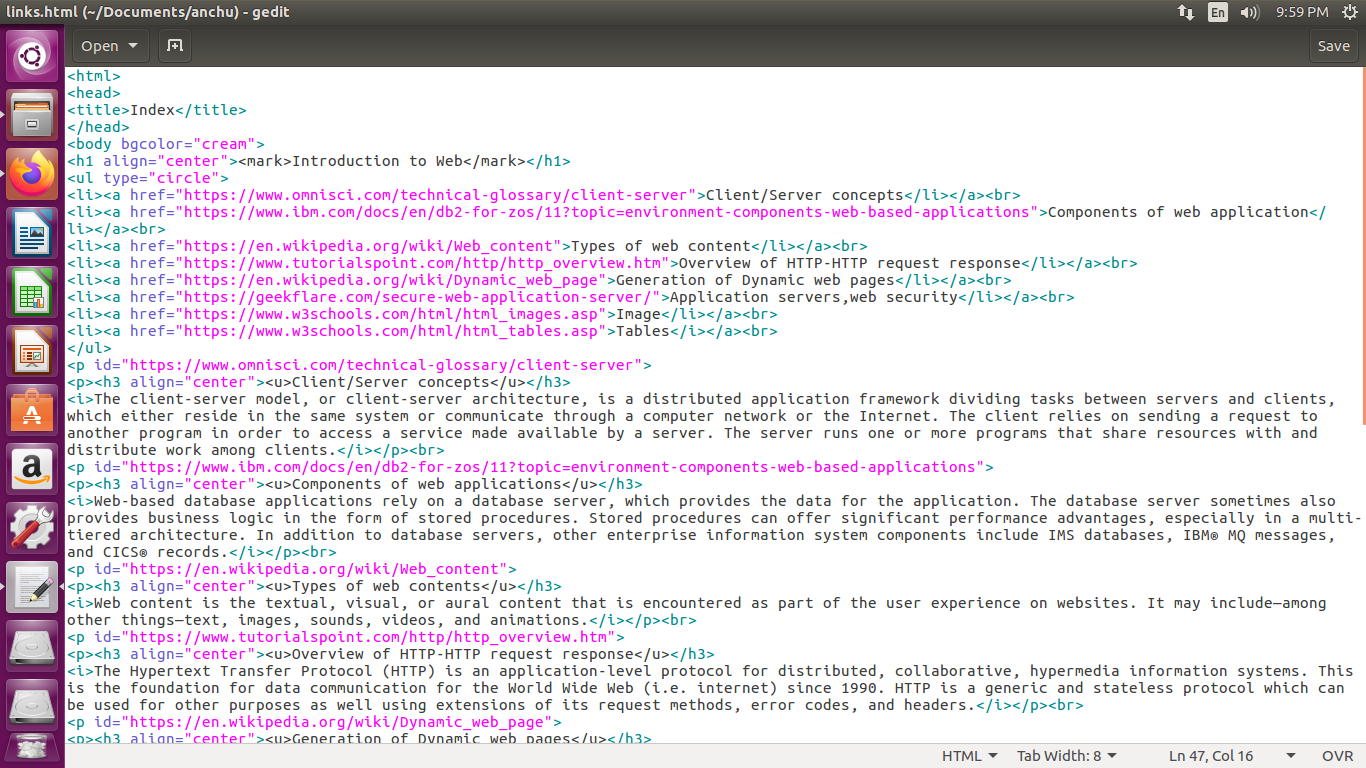 links.html (~/Documents/anchu) - gedit
En
9:59 PM
Open
Save
<html>
<head>
<title>Index</title>
</head>
<body bgcolor="cream">
<h1 align="center"><mark>Introduction to Web</mark></h1>
<ul type="circle">
<li><a href="https://www.omnisci.com/technical-glossary/client-server">Client/Server concepts</li></a><br>
<li><a href="https://www.ibm.com/docs/en/db2-for-zos/11?topic=environment-components-web-based-applications">Components of web application</
li></a><br>
<li><a href="https://en.wikipedia.org/wiki/Web_content">Types of web content</li></a><br>
<li><a href="https://www.tutorialspoint.com/http/http_overview.htm">Overview of HTTP-HTTP request response</li></a><br>
<li><a href="https://en.wikipedia.org/wiki/Dynamic_web_page">Generation of Dynamic web pages</li></a><br>
<li><a href="https://geekflare.com/secure-web-application-server/">Application servers,web security</li></a><br>
<li><a href="https://www.w3schools.com/html/html_images.asp">Image</li></a><br>
<li><a href="https://www.w3schools.com/html/html_tables.asp">Tables</i></a><br>
</ul>
<p id="https://www.omnisci.com/technical-glossary/client-server">
<p><h3 align="center"><u>Client/Server concepts</u></h3>
<i>The client-server model, or client-server architecture, is a distributed application framework dividing tasks between servers and clients,
which either reside in the same system or communicate through a computer network or the Internet. The client relies on sending a request to
another program in order to access a service made available by a server. The server runs one or more programs that share resources with and
distribute work among clients.</i></p><br>
<p id="https://www.ibm.com/docs/en/db2-for-zos/11?topic=environment-components-web-based-applications">
<p><h3 align="center"><u>Components of web applications</u></h3>
<i>Web-based database applications rely on a database server, which provides the data for the application. The database server sometimes also
provides business logic in the form of stored procedures. Stored procedures can offer significant performance advantages, especially in a multi-
tiered architecture. In addition to database servers, other enterprise information system components include IMS databases, IBM® MQ messages,
and CICS® records.</i></p><br>
<p id="https://en.wikipedia.org/wiki/Web_content">
<p><h3 align="center"><u>Types of web contents</u></h3>
<i>Web content is the textual, visual, or aural content that is encountered as part of the user experience on websites. It may include—among
other things—text, images, sounds, videos, and animations.</i></p><br>
<p id="https://www.tutorialspoint.com/http/http_overview.htm">
<p><h3 align="center"><u>Overview of HTTP-HTTP request response</u></h3>
<i>The Hypertext Transfer Protocol (HTTP) is an application-level protocol for distributed, collaborative, hypermedia information systems. This
is the foundation for data communication for the World Wide Web (i.e. internet) since 1990. HTTP is a generic and stateless protocol which can
be used for other purposes as well using extensions of its request methods, error codes, and headers.</i></p><br>
<p id="https://en.wikipedia.org/wiki/Dynamic_web_page">
<p><h3 align="center"><u>Generation of Dynamic web pages</u></h3>
HTML
Tab Width: 8
Ln 47, Col 16
OVR